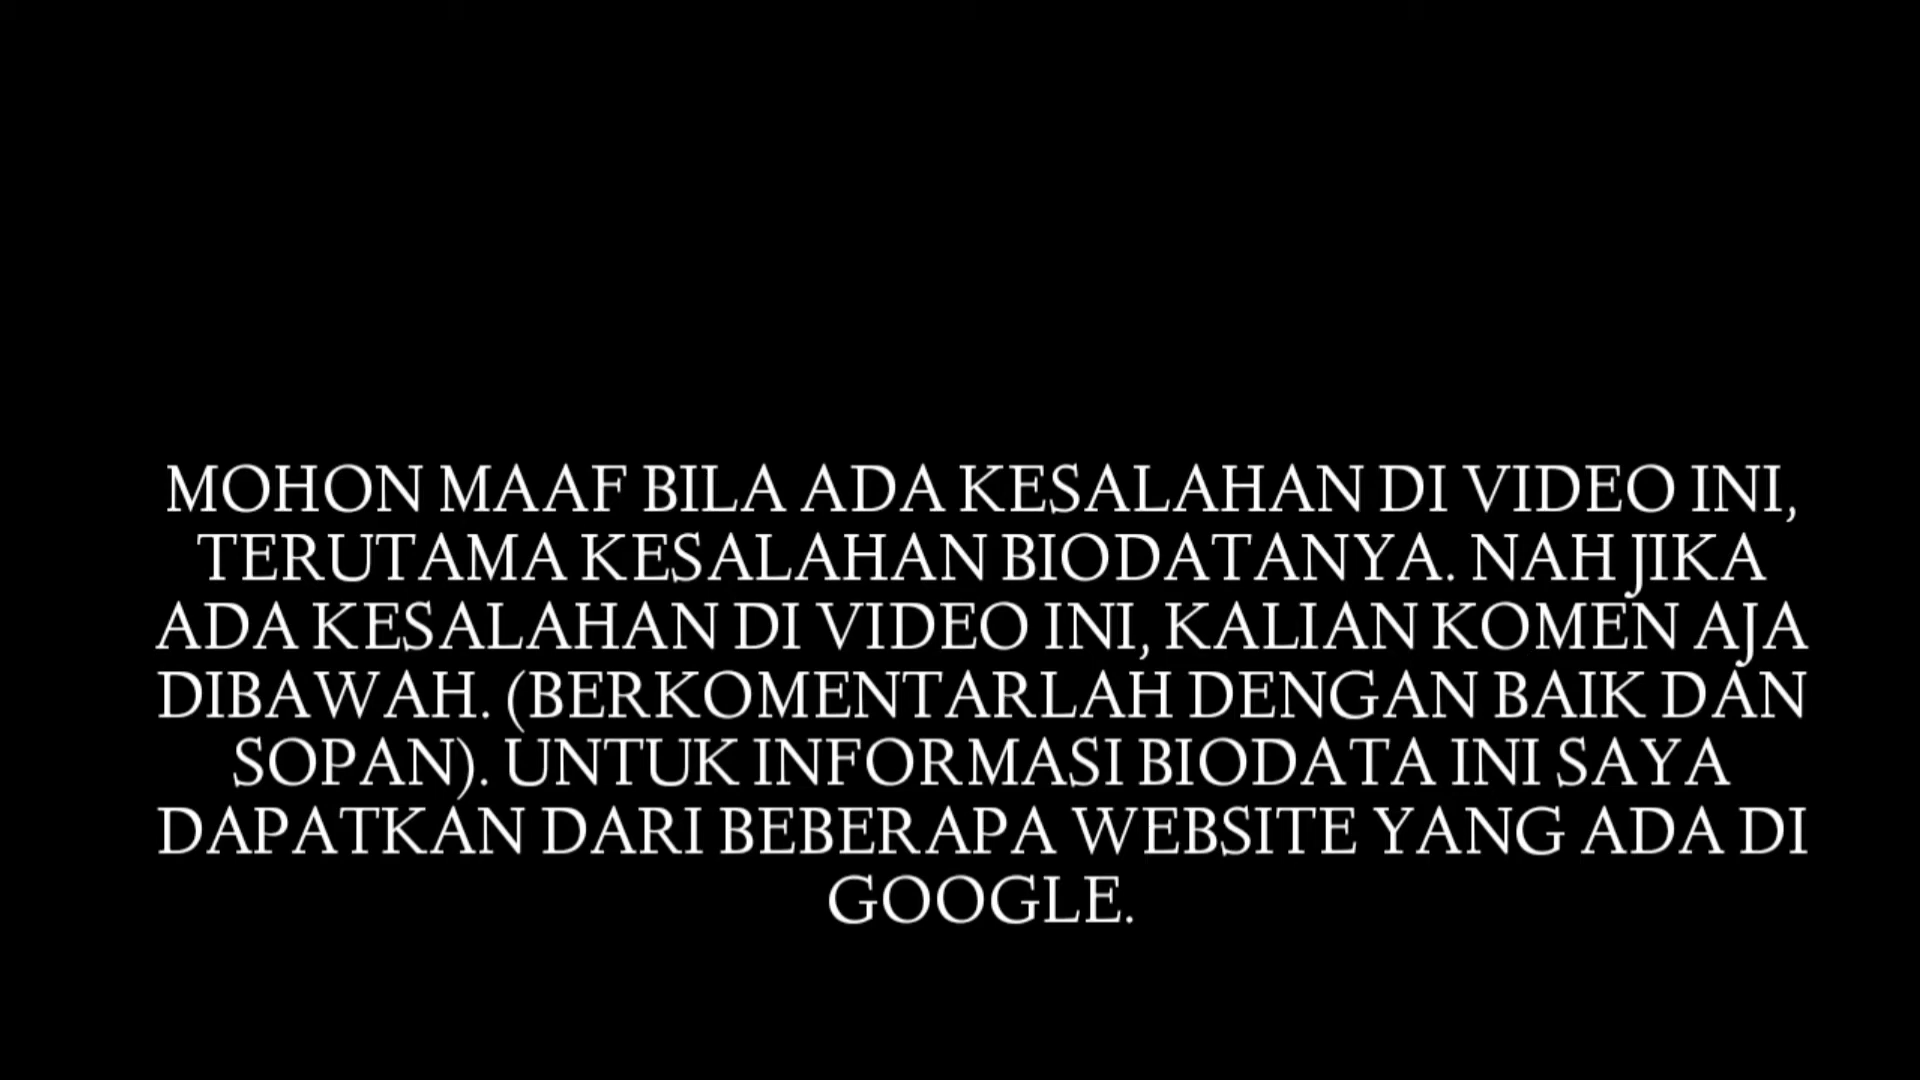 MOHON MAAF BILA ADA KESALAHAN DI VIDEO INI,
TERUTAMA KESALAHAN BIODATANYA. NAH JIKA
ADA KESALAHAN DI VIDEO INI, KALIAN KOMEN AJA
DIBAWAH. (BERKOMENTARLAH DENGAN BAIK DAN
SOPAN). UNTUK INFORMASI BIODATA INI SAYA
DAPATKAN DARI BEBERAPA WEBSITE YANG ADA DI
GOOGLE.